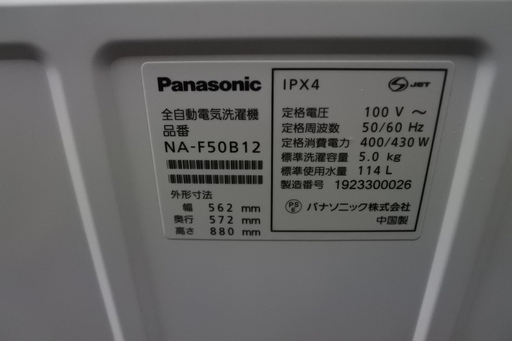 Panasonic
全自動電気洗濯機
品番
NA-F50B12
外形寸法
幅 562 mm
奥行 572 mm
高さ 880 mm
IPX4
S JET
定格電圧 100 V ～
定格周波数 50/60 Hz
定格消費電力 400/430 W
標準洗濯容量 5.0 kg
標準使用水量 114 L
製造番号 1923300026
PS E パナソニック株式会社
中国製